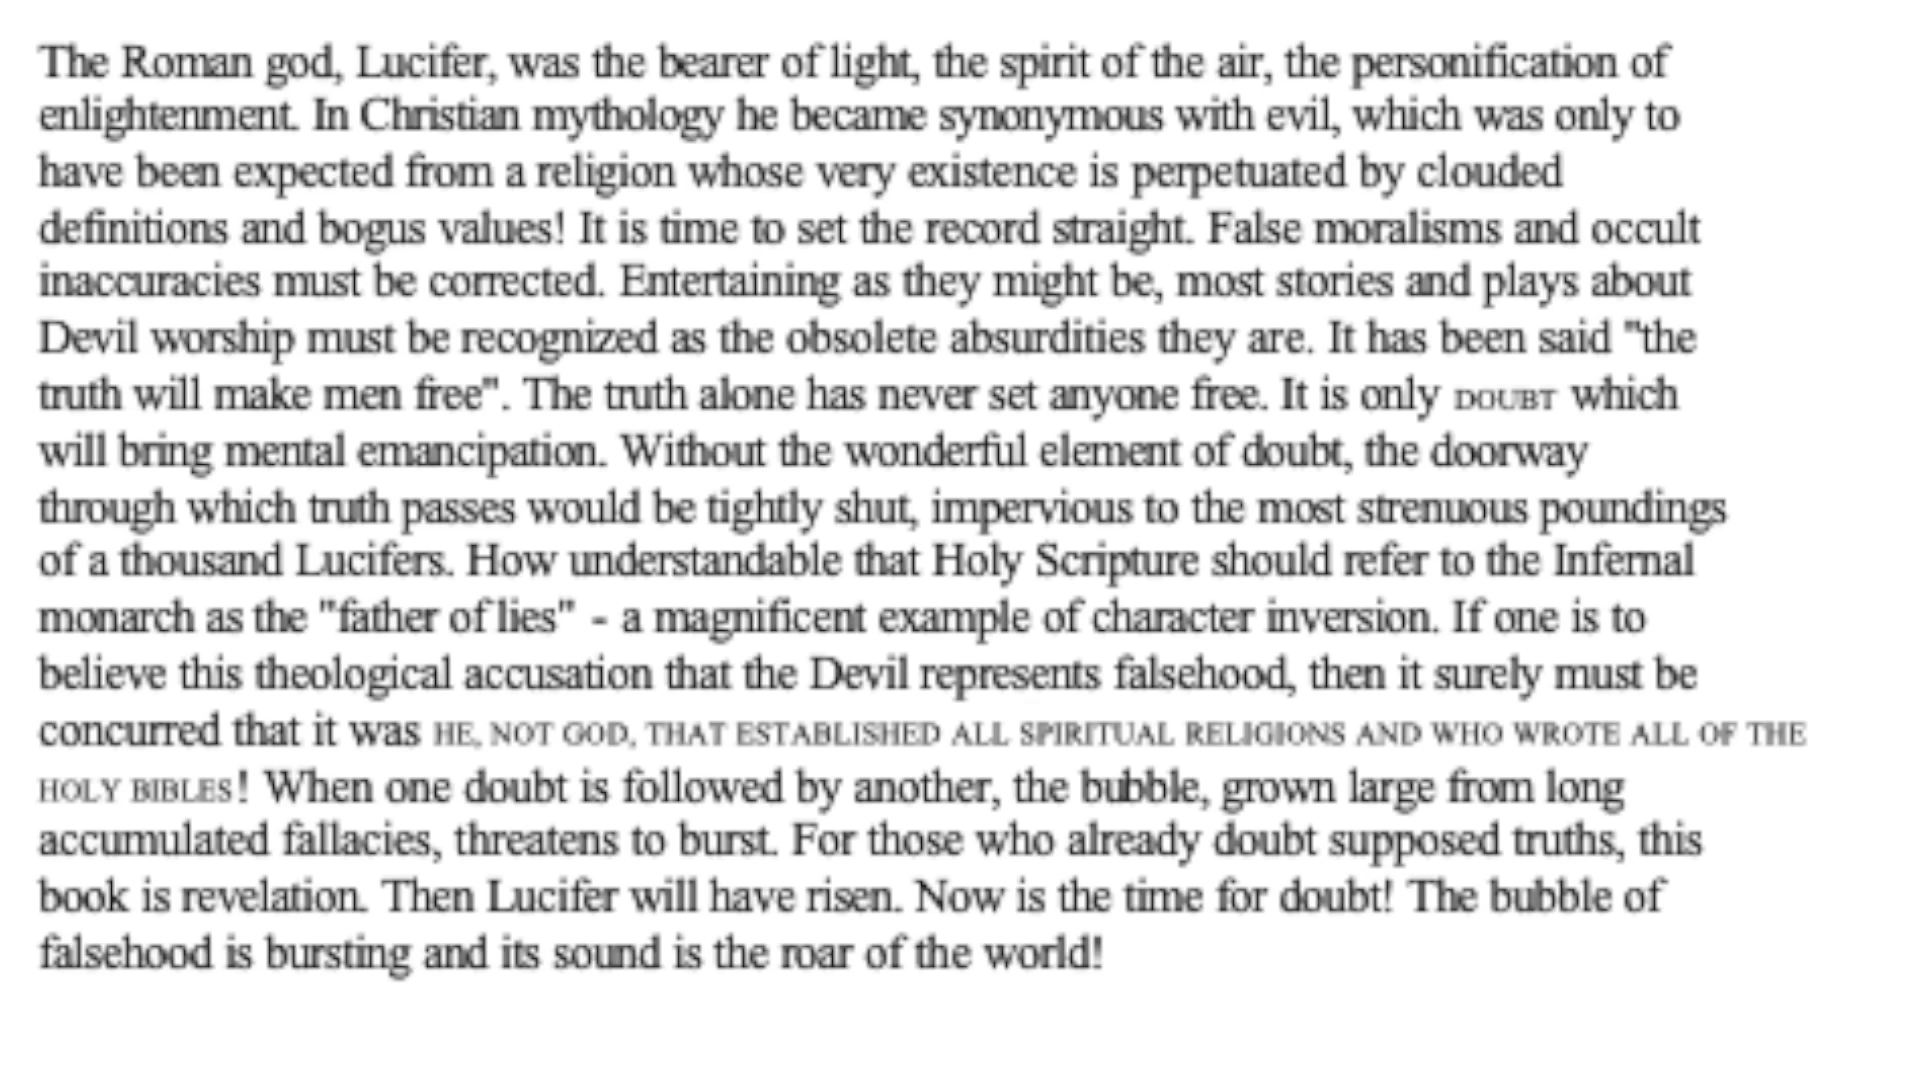 The Roman god, Lucifer, was the bearer of light, the spirit of the air, the personification of
enlightenment. In Christian mythology he became synonymous with evil, which was only to
have been expected from a religion whose very existence is perpetuated by clouded
definitions and bogus values! It is time to set the record straight. False moralisms and occult
inaccuracies must be corrected. Entertaining as they might be, most stories and plays about
Devil worship must be recognized as the obsolete absurdities they are. It has been said "the
truth will make men free". The truth alone has never set anyone free. It is only DOUBT which
will bring mental emancipation. Without the wonderful element of doubt, the doorway
through which truth passes would be tightly shut, impervious to the most strenuous poundings
of a thousand Lucifers. How understandable that Holy Scripture should refer to the Infernal
monarch as the "father of lies" - a magnificent example of character inversion. If one is to
believe this theological accusation that the Devil represents falsehood, then it surely must be
concurred that it was HE, NOT GOD, THAT ESTABLISHED ALL SPIRITUAL RELIGIONS AND WHO WROTE ALL OF THE
HOLY BIBLES! When one doubt is followed by another, the bubble, grown large from long
accumulated fallacies, threatens to burst. For those who already doubt supposed truths, this
book is revelation. Then Lucifer will have risen. Now is the time for doubt! The bubble of
falsehood is bursting and its sound is the roar of the world!